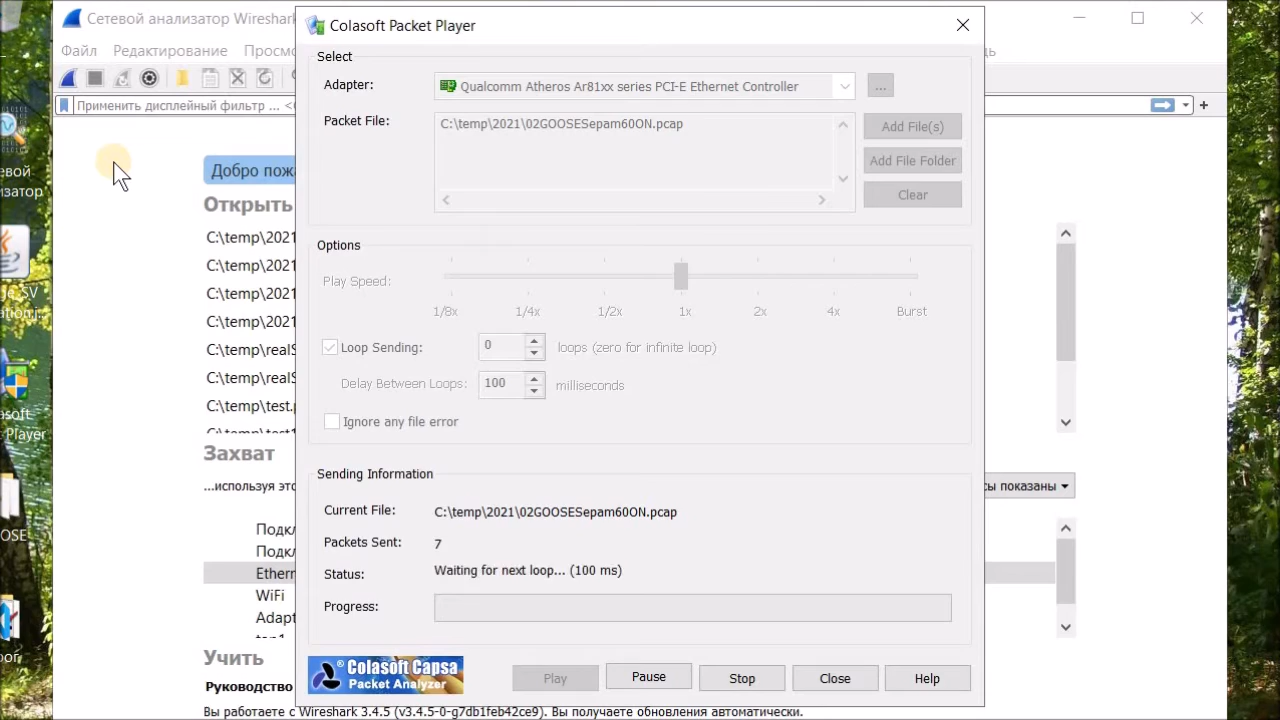 Сетевой анализатор Wireshark
Файл Редактирование
Применить дисплейный фильтр ... <
Добро
Открыть
C:\temp\2021
C:\temp\2021
C:\temp\2021
C:\temp\2021
C:\temp\realS
C:\temp\realS
C:\temp\test.
C:\temp\test1
Захват
...используя
сы показаны
Ethern
WiFi
Adapt
Учить
Руководство
Вы работаете с Wireshark 3.4.5 (v3.4.5-0-g7db1feb42ce9). Вы получаете обновления автоматически.
Colasoft Packet Player
Select
Adapter:
Qualcomm Atheros Ar81xx series PCI-E Ethernet Controller
...
Packet File:
C:\temp\2021\02GOOSESepam60ON.pcap
Add File(s)
Add File Folder
Clear
Options
Play Speed:
1/8x 1/4x 1/2x 1x 2x 4x Burst
Loop Sending: 0 loops (zero for infinite loop)
Delay Between Loops: 100 milliseconds
Ignore any file error
Sending Information
Current File: C:\temp\2021\02GOOSESepam60ON.pcap
Packets Sent: 7
Status: Waiting for next loop... (100 ms)
Progress:
Colasoft Capsa
Packet Analyzer
Play Pause Stop Close Help
Player